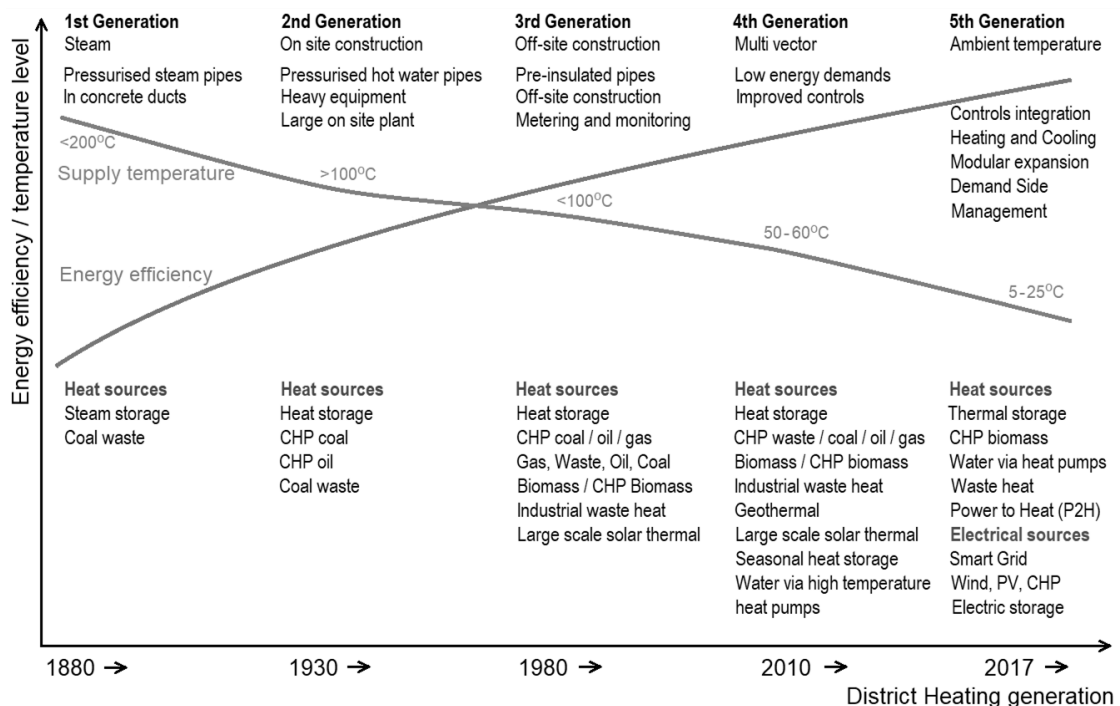 Energy efficiency / temperature level
1st Generation
Steam
Pressurised steam pipes
In concrete ducts
2nd Generation
On site construction
Pressurised hot water pipes
Heavy equipment
Large on site plant
3rd Generation
Off-site construction
Pre-insulated pipes
Off-site construction
Metering and monitoring
4th Generation
Multi vector
Low energy demands
Improved controls
5th Generation
Ambient temperature
Controls integration
Heating and Cooling
Modular expansion
Demand Side
Management
<200⁰C
Supply temperature
>100⁰C
<100⁰C
50-60⁰C
5-25⁰C
Energy efficiency
Heat sources
Steam storage
Coal waste
Heat sources
Heat storage
CHP coal
CHP oil
Coal waste
Heat sources
Heat storage
CHP coal / oil / gas
Gas, Waste, Oil, Coal
Biomass / CHP Biomass
Industrial waste heat
Large scale solar thermal
Heat sources
Heat storage
CHP waste / coal / oil / gas
Biomass / CHP biomass
Industrial waste heat
Geothermal
Large scale solar thermal
Seasonal heat storage
Water via high temperature
heat pumps
Heat sources
Thermal storage
CHP biomass
Water via heat pumps
Waste heat
Power to Heat (P2H)
Electrical sources
Smart Grid
Wind, PV, CHP
Electric storage
1880 →
1930 →
1980 →
2010 →
2017 →
District Heating generation